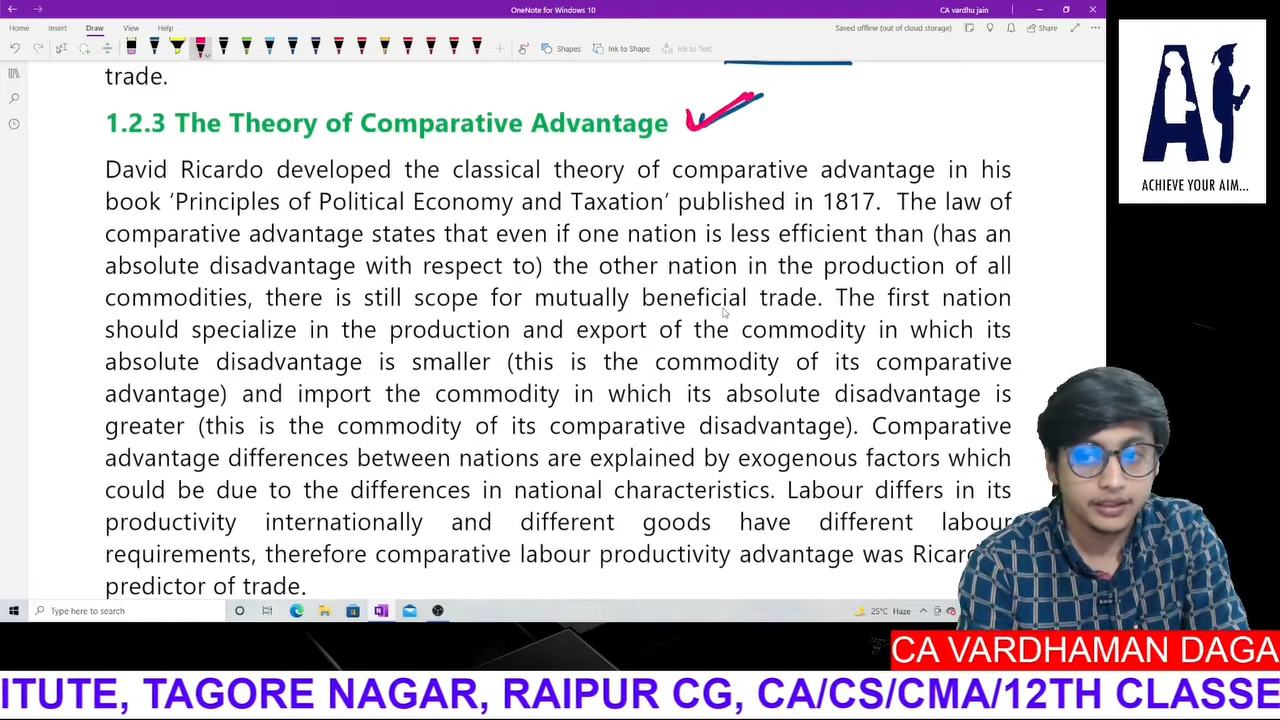 OneNote for Windows 10
CA vardhu jain
Home Insert Draw View Help
Saved offline (out of cloud storage)
Share
Shapes
Ink to Shape
Ink to Text
trade.
1.2.3 The Theory of Comparative Advantage
David Ricardo developed the classical theory of comparative advantage in his
book ‘Principles of Political Economy and Taxation’ published in 1817. The law of
comparative advantage states that even if one nation is less efficient than (has an
absolute disadvantage with respect to) the other nation in the production of all
commodities, there is still scope for mutually beneficial trade. The first nation
should specialize in the production and export of the commodity in which its
absolute disadvantage is smaller (this is the commodity of its comparative
advantage) and import the commodity in which its absolute disadvantage is
greater (this is the commodity of its comparative disadvantage). Comparative
advantage differences between nations are explained by exogenous factors which
could be due to the differences in national characteristics. Labour differs in its
productivity internationally and different goods have different labour
requirements, therefore comparative labour productivity advantage was
predictor of trade.
Type here to search
25°C Haze
AI
ACHIEVE YOUR AIM...
CA VARDHAMAN DAGA
ITUTE, TAGORE NAGAR, RAIPUR CG, CA/CS/CMA/12TH CLASSE